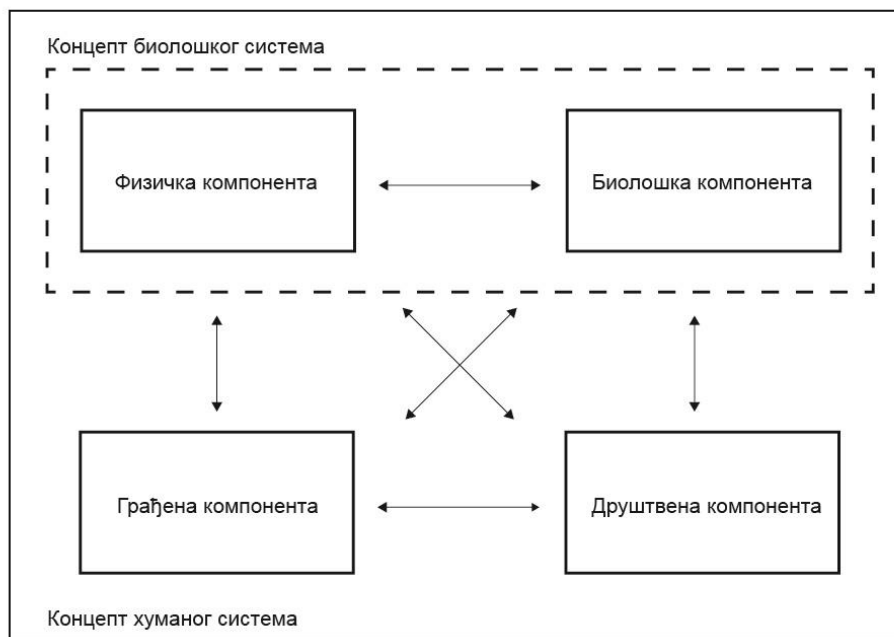 Концепт биолошког система
Физичка компонента
Биолошка компонента
Грађена компонента
Друштвена компонента
Концепт хуманог система